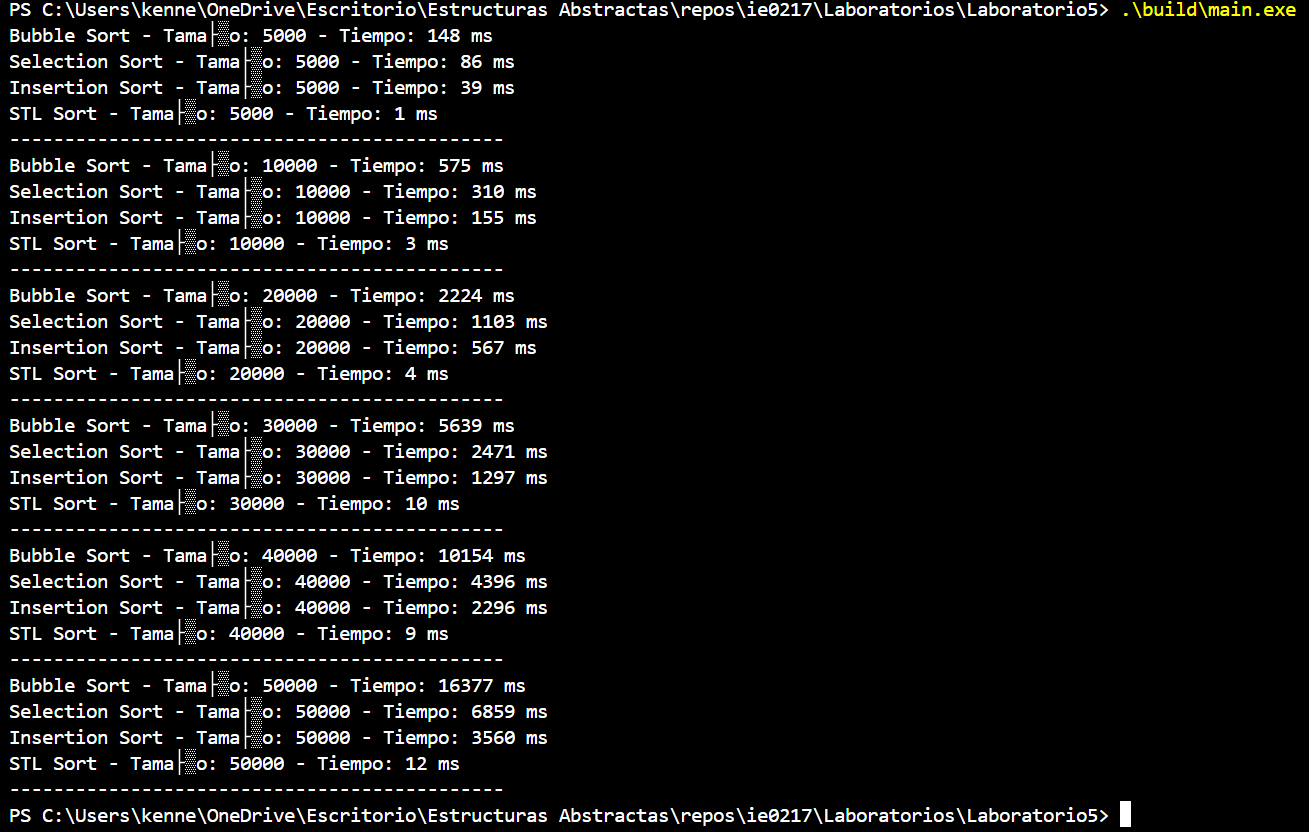 PS C:\Users\kenne\OneDrive\Escritorio\Estructuras Abstractas\repos\ie0217\Laboratorios\Laboratorio5> .\build\main.exe
Bubble Sort - Tama├▒o: 5000 - Tiempo: 148 ms
Selection Sort - Tama├▒o: 5000 - Tiempo: 86 ms
Insertion Sort - Tama├▒o: 5000 - Tiempo: 39 ms
STL Sort - Tama├▒o: 5000 - Tiempo: 1 ms
---------------------------------------------
Bubble Sort - Tama├▒o: 10000 - Tiempo: 575 ms
Selection Sort - Tama├▒o: 10000 - Tiempo: 310 ms
Insertion Sort - Tama├▒o: 10000 - Tiempo: 155 ms
STL Sort - Tama├▒o: 10000 - Tiempo: 3 ms
---------------------------------------------
Bubble Sort - Tama├▒o: 20000 - Tiempo: 2224 ms
Selection Sort - Tama├▒o: 20000 - Tiempo: 1103 ms
Insertion Sort - Tama├▒o: 20000 - Tiempo: 567 ms
STL Sort - Tama├▒o: 20000 - Tiempo: 4 ms
---------------------------------------------
Bubble Sort - Tama├▒o: 30000 - Tiempo: 5639 ms
Selection Sort - Tama├▒o: 30000 - Tiempo: 2471 ms
Insertion Sort - Tama├▒o: 30000 - Tiempo: 1297 ms
STL Sort - Tama├▒o: 30000 - Tiempo: 10 ms
---------------------------------------------
Bubble Sort - Tama├▒o: 40000 - Tiempo: 10154 ms
Selection Sort - Tama├▒o: 40000 - Tiempo: 4396 ms
Insertion Sort - Tama├▒o: 40000 - Tiempo: 2296 ms
STL Sort - Tama├▒o: 40000 - Tiempo: 9 ms
---------------------------------------------
Bubble Sort - Tama├▒o: 50000 - Tiempo: 16377 ms
Selection Sort - Tama├▒o: 50000 - Tiempo: 6859 ms
Insertion Sort - Tama├▒o: 50000 - Tiempo: 3560 ms
STL Sort - Tama├▒o: 50000 - Tiempo: 12 ms
---------------------------------------------
PS C:\Users\kenne\OneDrive\Escritorio\Estructuras Abstractas\repos\ie0217\Laboratorios\Laboratorio5>